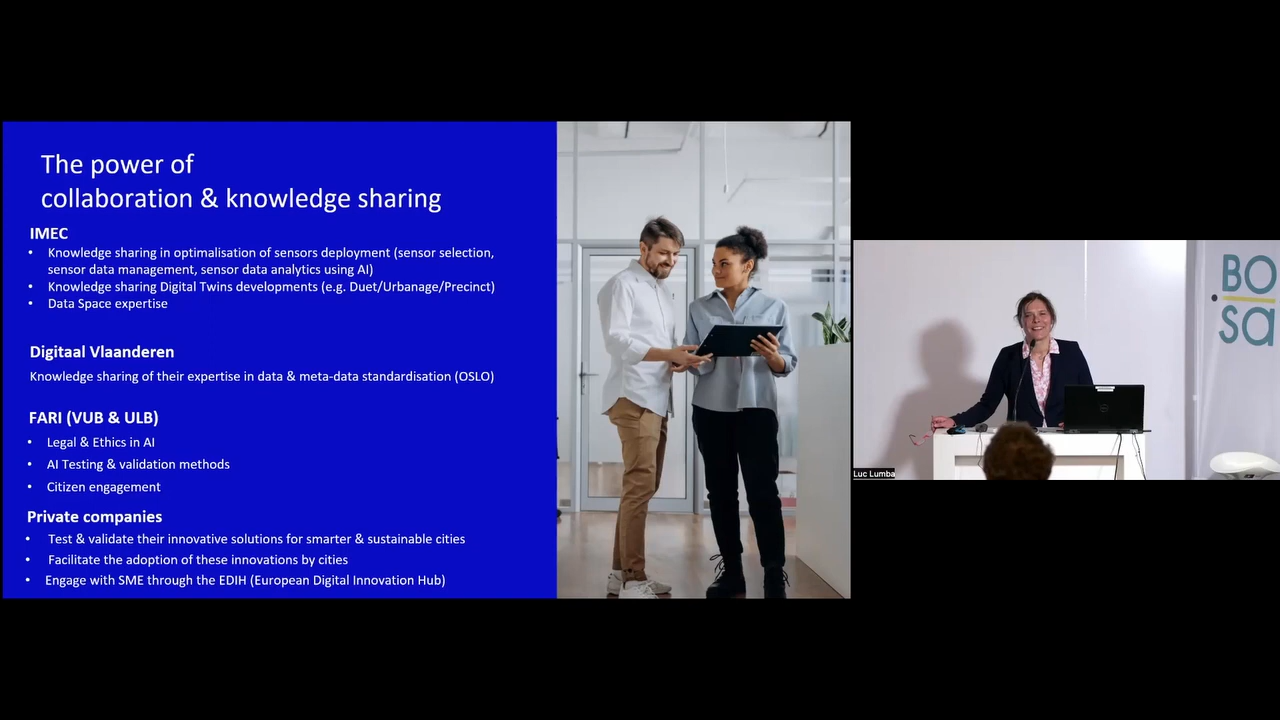 The power of
collaboration & knowledge sharing
IMEC
• Knowledge sharing in optimalisation of sensors deployment (sensor selection,
sensor data management, sensor data analytics using AI)
• Knowledge sharing Digital Twins developments (e.g. Duet/Urbanage/Precinct)
• Data Space expertise
Digitaal Vlaanderen
Knowledge sharing of their expertise in data & meta-data standardisation (OSLO)
FARI (VUB & ULB)
• Legal & Ethics in AI
• AI Testing & validation methods
• Citizen engagement
Private companies
• Test & validate their innovative solutions for smarter & sustainable cities
• Facilitate the adoption of these innovations by cities
• Engage with SME through the EDIH (European Digital Innovation Hub)
BO
sa
Luc Lumba